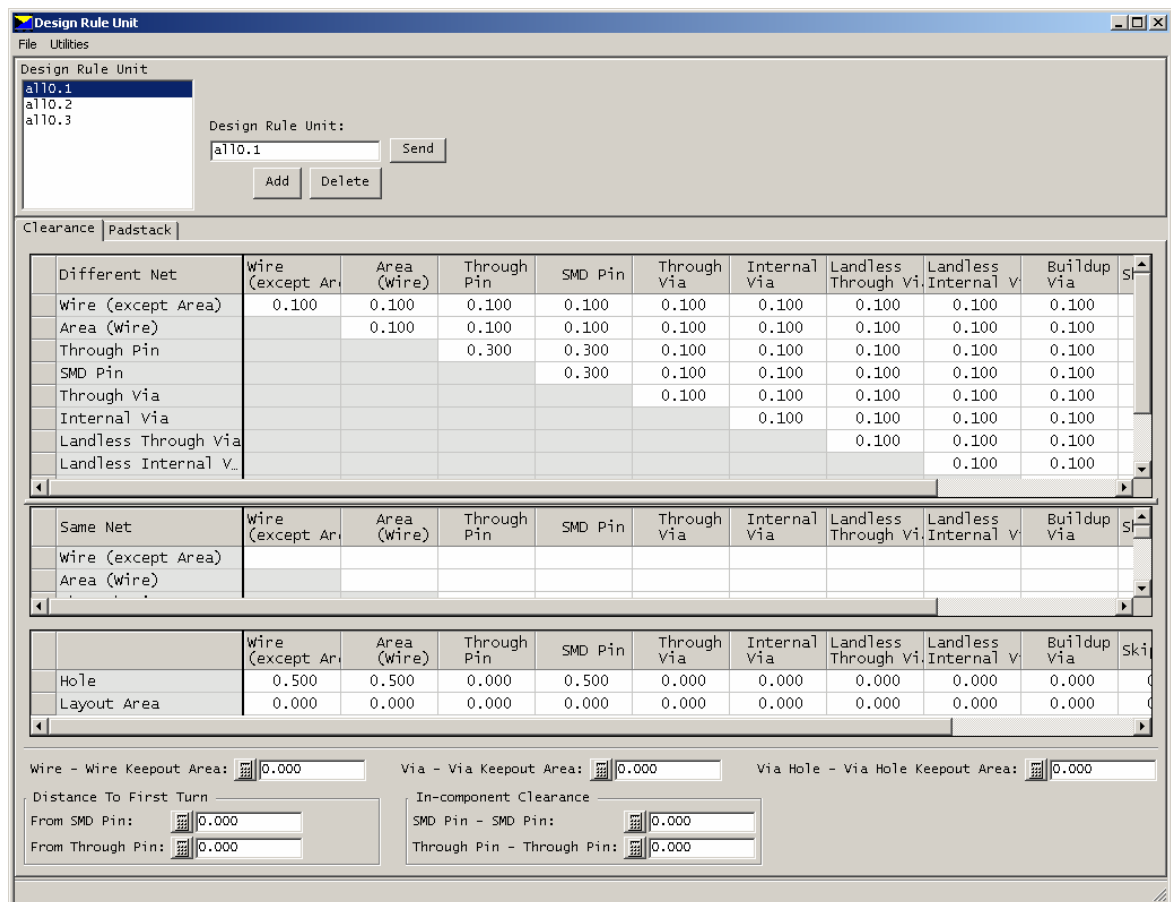 Design Rule Unit
File Utilities
Design Rule Unit
all0.1
all0.2
all0.3
Design Rule Unit:
all0.1 Send
Add Delete
Clearance Padstack
Different Net Wire (except Ar Area (Wire) Through Pin SMD Pin Through Via Internal Via Landless Through Vi. Landless Internal V Buildup Via
Wire (except Area) 0.100 0.100 0.100 0.100 0.100 0.100 0.100 0.100 0.100
Area (Wire) 0.100 0.100 0.100 0.100 0.100 0.100 0.100 0.100
Through Pin 0.300 0.300 0.100 0.100 0.100 0.100 0.100
SMD Pin 0.300 0.100 0.100 0.100 0.100 0.100
Through Via 0.100 0.100 0.100 0.100 0.100
Internal Via 0.100 0.100 0.100 0.100
Landless Through Via 0.100 0.100 0.100
Landless Internal V… 0.100 0.100
Same Net Wire (except Ar Area (Wire) Through Pin SMD Pin Through Via Internal Via Landless Through Vi. Landless Internal V Buildup Via
Wire (except Area)
Area (Wire)
Wire (except Ar Area (Wire) Through Pin SMD Pin Through Via Internal Via Landless Through Vi. Landless Internal V Buildup Via Ski
Hole 0.500 0.500 0.000 0.500 0.000 0.000 0.000 0.000 0.000
Layout Area 0.000 0.000 0.000 0.000 0.000 0.000 0.000 0.000 0.000
Wire - Wire Keepout Area: 0.000 Via - Via Keepout Area: 0.000 Via Hole - Via Hole Keepout Area: 0.000
Distance To First Turn In-component Clearance
From SMD Pin: 0.000 SMD Pin - SMD Pin: 0.000
From Through Pin: 0.000 Through Pin - Through Pin: 0.000